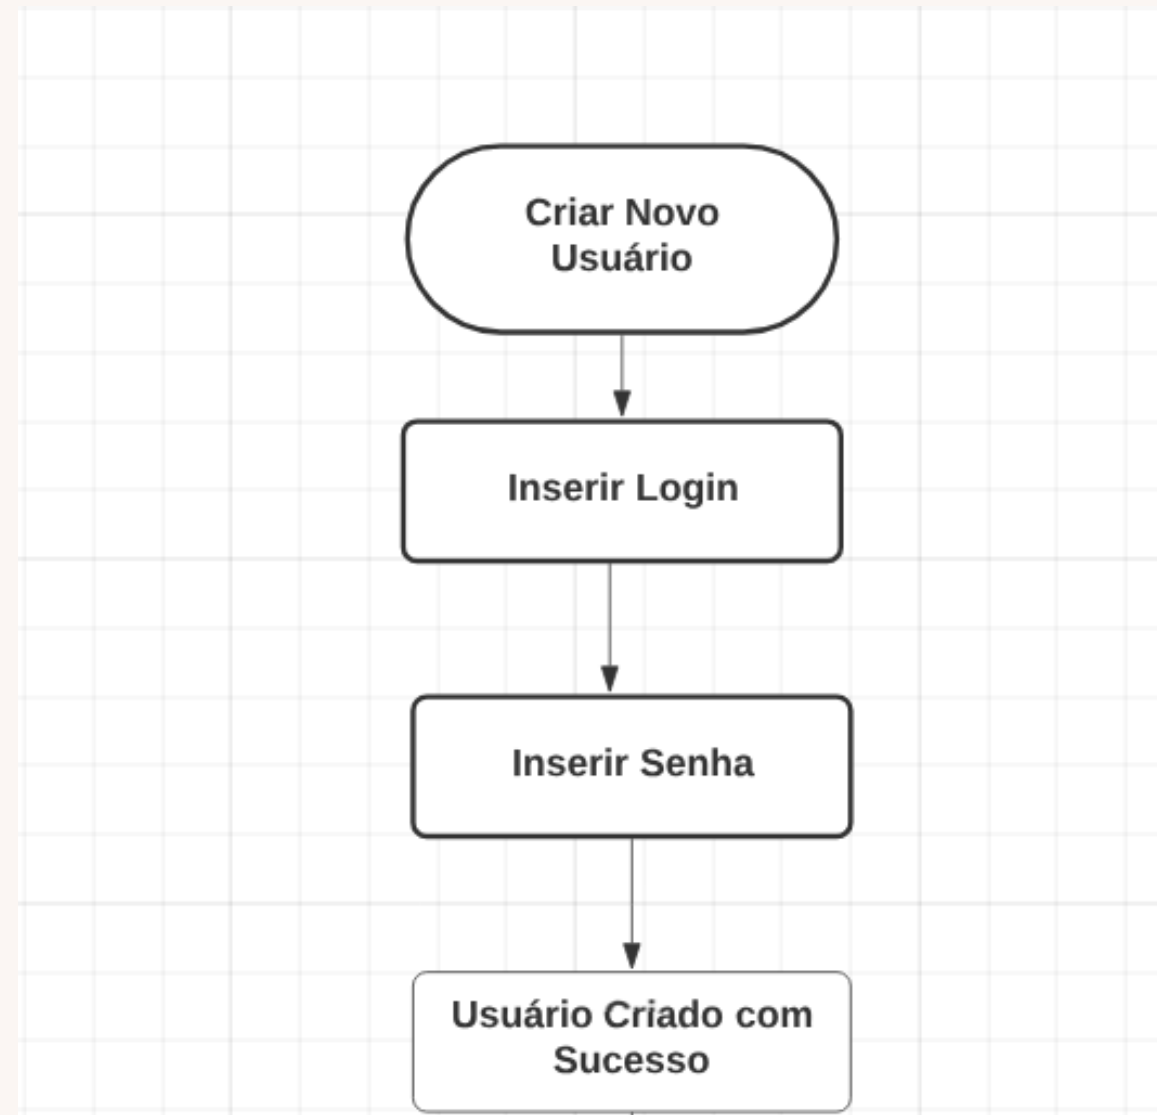 Criar Novo
Usuário
Inserir Login
Inserir Senha
Usuário Criado com
Sucesso